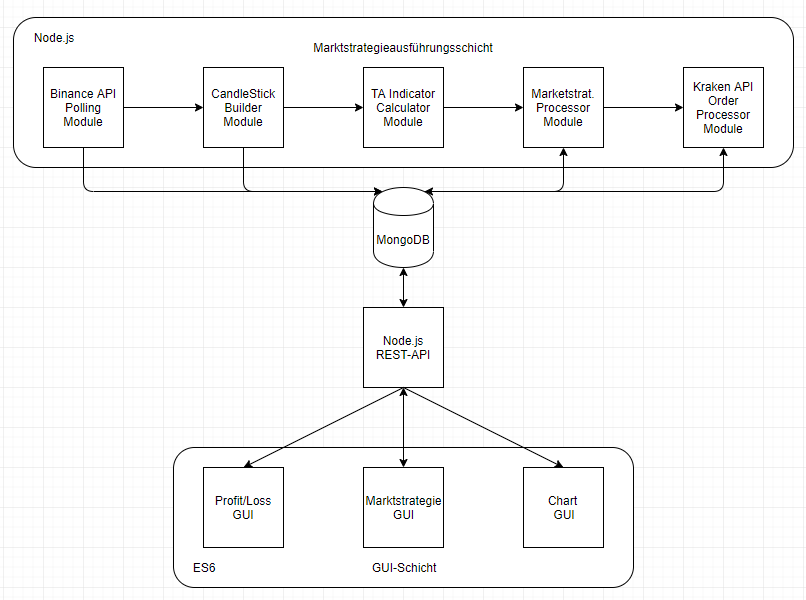 Node.js
Marktstrategieausführungsschicht
Binance API
Polling
Module
CandleStick
Builder
Module
TA Indicator
Calculator
Module
Marketstrat.
Processor
Module
Kraken API
Order
Processor
Module
MongoDB
Node.js
REST-API
Profit/Loss
GUI
Marktstrategie
GUI
Chart
GUI
ES6
GUI-Schicht